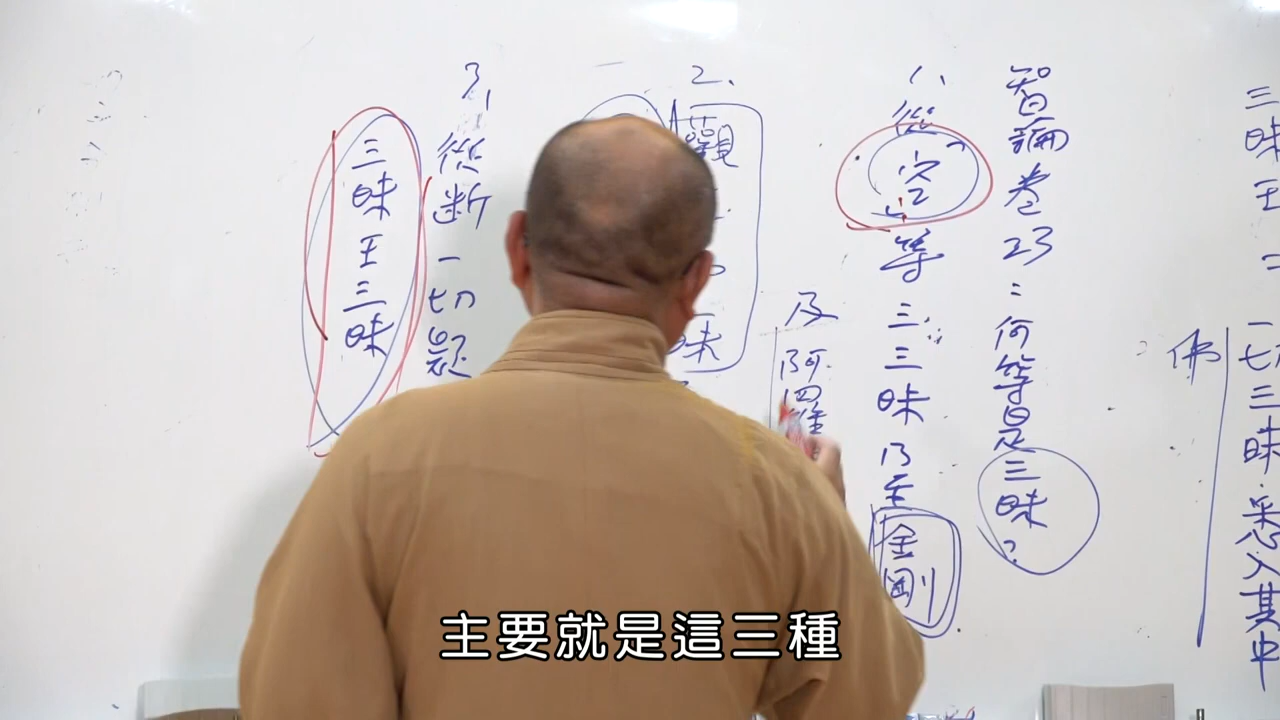 三昧王
一切三昧悉入其中
佛
智論卷23：何等是三昧？
1、從空等三三昧乃至金剛
及阿羅
2、觀
昧
3、從斷一切
三昧王三昧
主要就是這三種